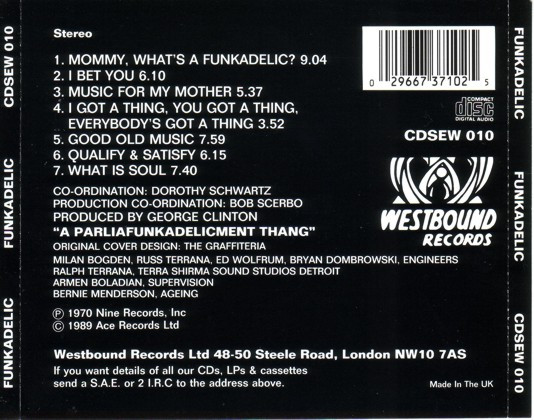 CDSEW 010
FUNKADELIC
FUNKADELIC
Stereo
1. MOMMY, WHAT'S A FUNKADELIC? 9.04
2. I BET YOU 6.10
3. MUSIC FOR MY MOTHER 5.37
4. I GOT A THING, YOU GOT A THING,
EVERYBODY'S GOT A THING 3.52
5. GOOD OLD MUSIC 7.59
6. QUALIFY & SATISFY 6.15
7. WHAT IS SOUL 7.40
CO-ORDINATION: DOROTHY SCHWARTZ
PRODUCTION CO-ORDINATION: BOB SCERBO
PRODUCED BY GEORGE CLINTON
"A PARLIAFUNKADELICMENT THANG"
ORIGINAL COVER DESIGN: THE GRAFFITERIA
MILAN BOGDEN, RUSS TERRANA, ED WOLFRUM, BRYAN DOMBROWSKI, ENGINEERS
RALPH TERRANA, TERRA SHIRMA SOUND STUDIOS DETROIT
ARMEN BOLADIAN, SUPERVISION
BERNIE MENDERSON, AGEING
Ⓟ 1970 Nine Records, Inc
© 1989 Ace Records Ltd
Westbound Records Ltd 48-50 Steele Road, London NW10 7AS
If you want details of all our CDs, LPs & cassettes
send a S.A.E. or 2 I.R.C to the address above.
0 29667 37102 5
COMPACT
disc
DIGITAL AUDIO
CDSEW 010
WESTBOUND
RECORDS
Made In The UK
FUNKADELIC
FUNKADELIC
CDSEW 010